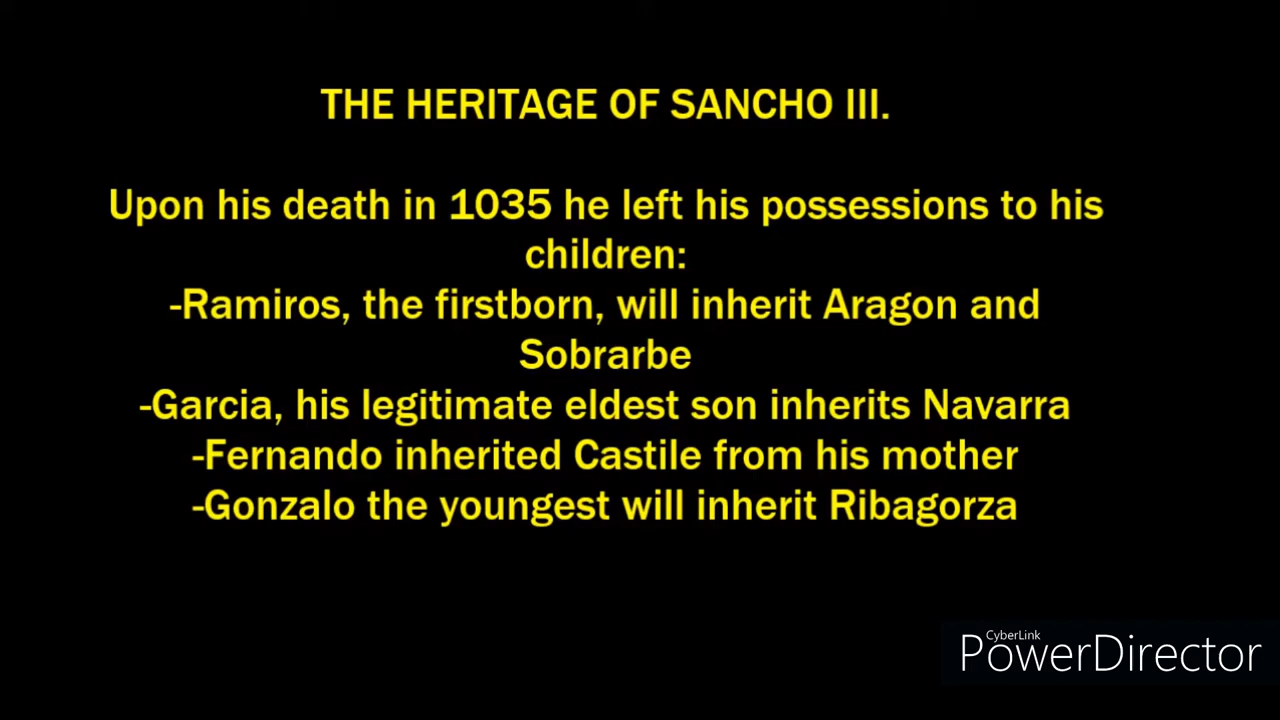 THE HERITAGE OF SANCHO III.
Upon his death in 1035 he left his possessions to his
children:
-Ramiros, the firstborn, will inherit Aragon and
Sobrarbe
-Garcia, his legitimate eldest son inherits Navarra
-Fernando inherited Castile from his mother
-Gonzalo the youngest will inherit Ribagorza
CyberLink
PowerDirector